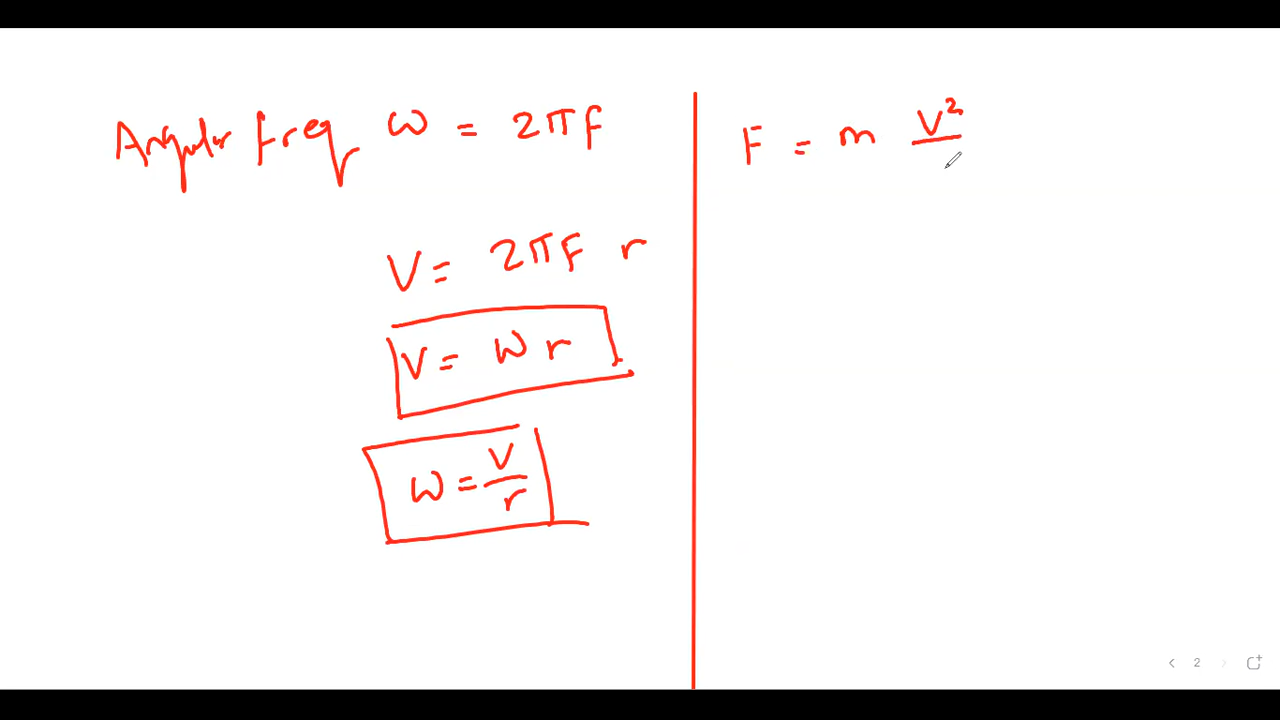 Angular freq ω = 2πf
V = 2πf r
V = ω r
ω = V/r
F = m V²/
2